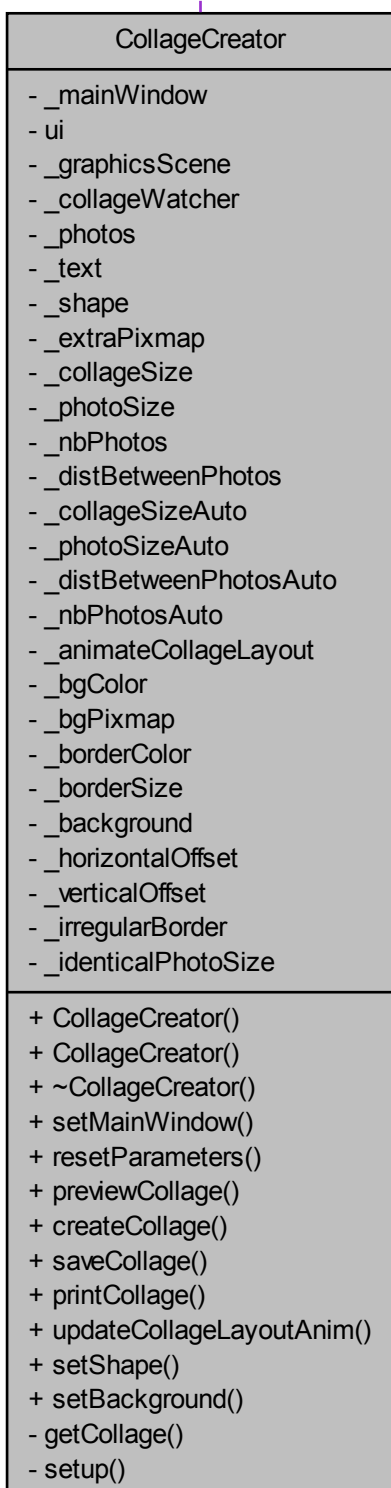 CollageCreator
- _mainWindow
- ui
- _graphicsScene
- _collageWatcher
- _photos
- _text
- _shape
- _extraPixmap
- _collageSize
- _photoSize
- _nbPhotos
- _distBetweenPhotos
- _collageSizeAuto
- _photoSizeAuto
- _distBetweenPhotosAuto
- _nbPhotosAuto
- _animateCollageLayout
- _bgColor
- _bgPixmap
- _borderColor
- _borderSize
- _background
- _horizontalOffset
- _verticalOffset
- _irregularBorder
- _identicalPhotoSize
+ CollageCreator()
+ CollageCreator()
+ ~CollageCreator()
+ setMainWindow()
+ resetParameters()
+ previewCollage()
+ createCollage()
+ saveCollage()
+ printCollage()
+ updateCollageLayoutAnim()
+ setShape()
+ setBackground()
- getCollage()
- setup()